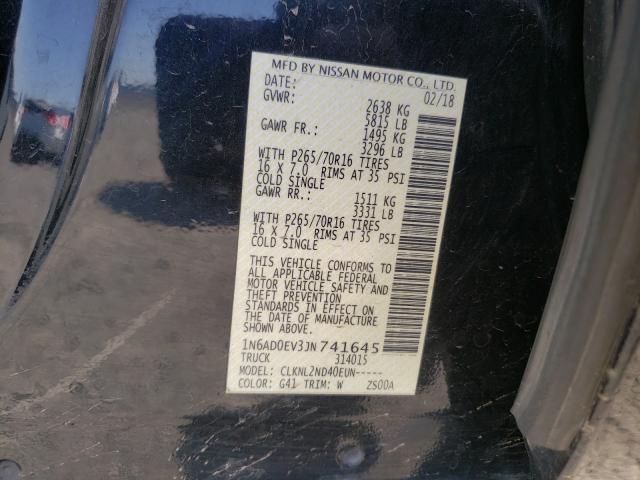 MFD BY NISSAN MOTOR CO., LTD.
DATE: 02/18
GVWR: 2638 KG
5815 LB
GAWR FR.: 1495 KG
3296 LB
WITH P265/70R16 TIRES
16 X 7.0 RIMS AT 35 PSI
COLD SINGLE
GAWR RR.: 1511 KG
3331 LB
WITH P265/70R16 TIRES
16 X 7.0 RIMS AT 35 PSI
COLD SINGLE
THIS VEHICLE CONFORMS TO
ALL APPLICABLE FEDERAL
MOTOR VEHICLE SAFETY AND
THEFT PREVENTION
STANDARDS IN EFFECT ON
THE DATE OF MANUFACTURE
SHOWN ABOVE.
1N6AD0EV3JN741645
TRUCK 314015
MODEL: CLKNL2ND40EUN-----
COLOR: G41 TRIM: W ZS00A